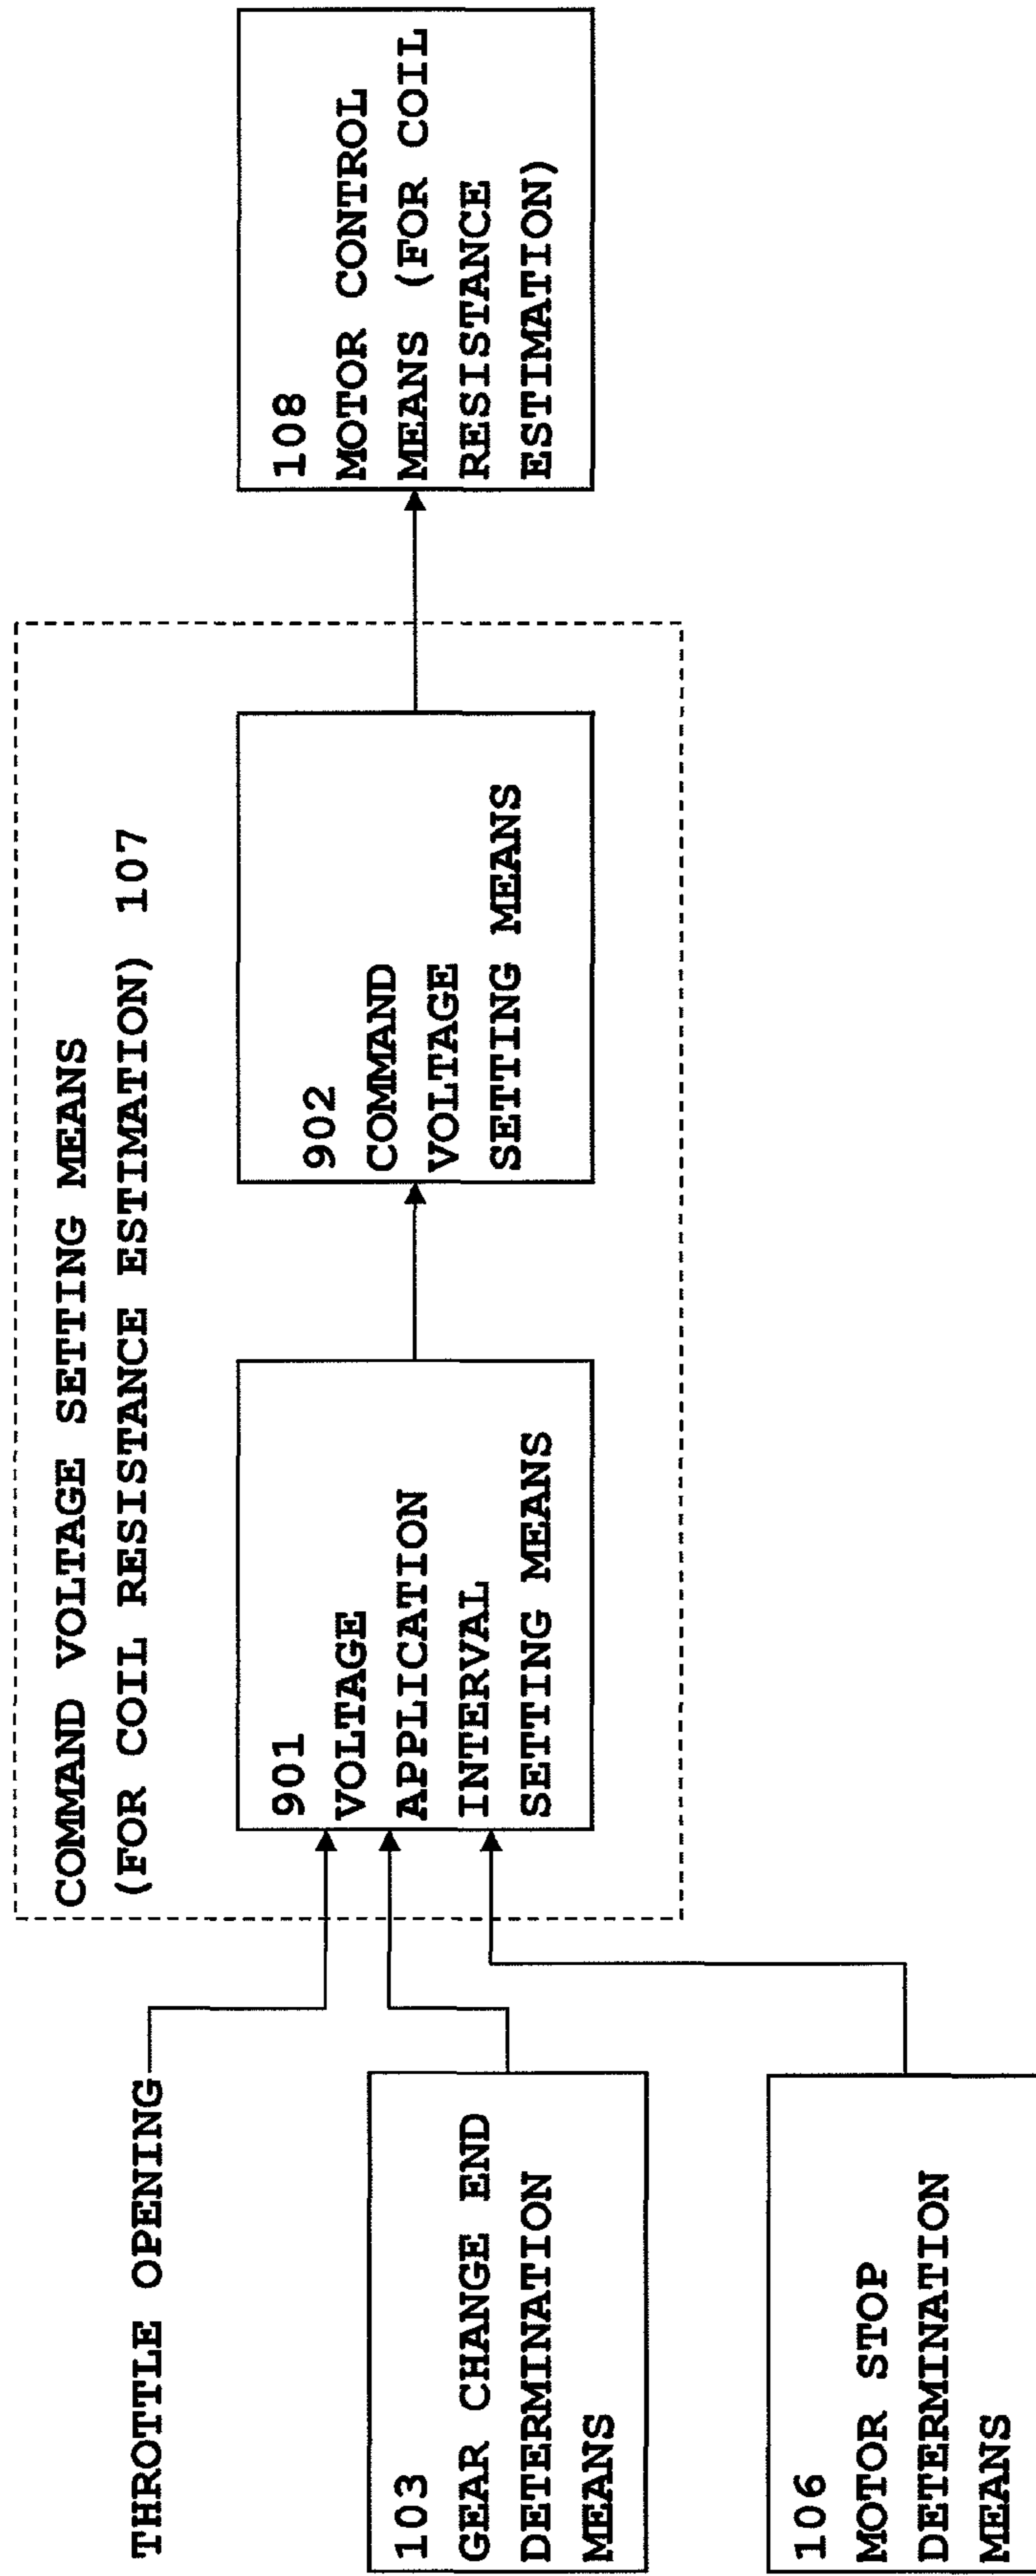 THROTTLE OPENING
103
GEAR CHANGE END
DETERMINATION
MEANS
106
MOTOR STOP
DETERMINATION
MEANS
COMMAND VOLTAGE SETTING MEANS
(FOR COIL RESISTANCE ESTIMATION) 107
901
VOLTAGE
APPLICATION
INTERVAL
SETTING MEANS
902
COMMAND
VOLTAGE
SETTING MEANS
108
MOTOR CONTROL
MEANS (FOR COIL
RESISTANCE
ESTIMATION)